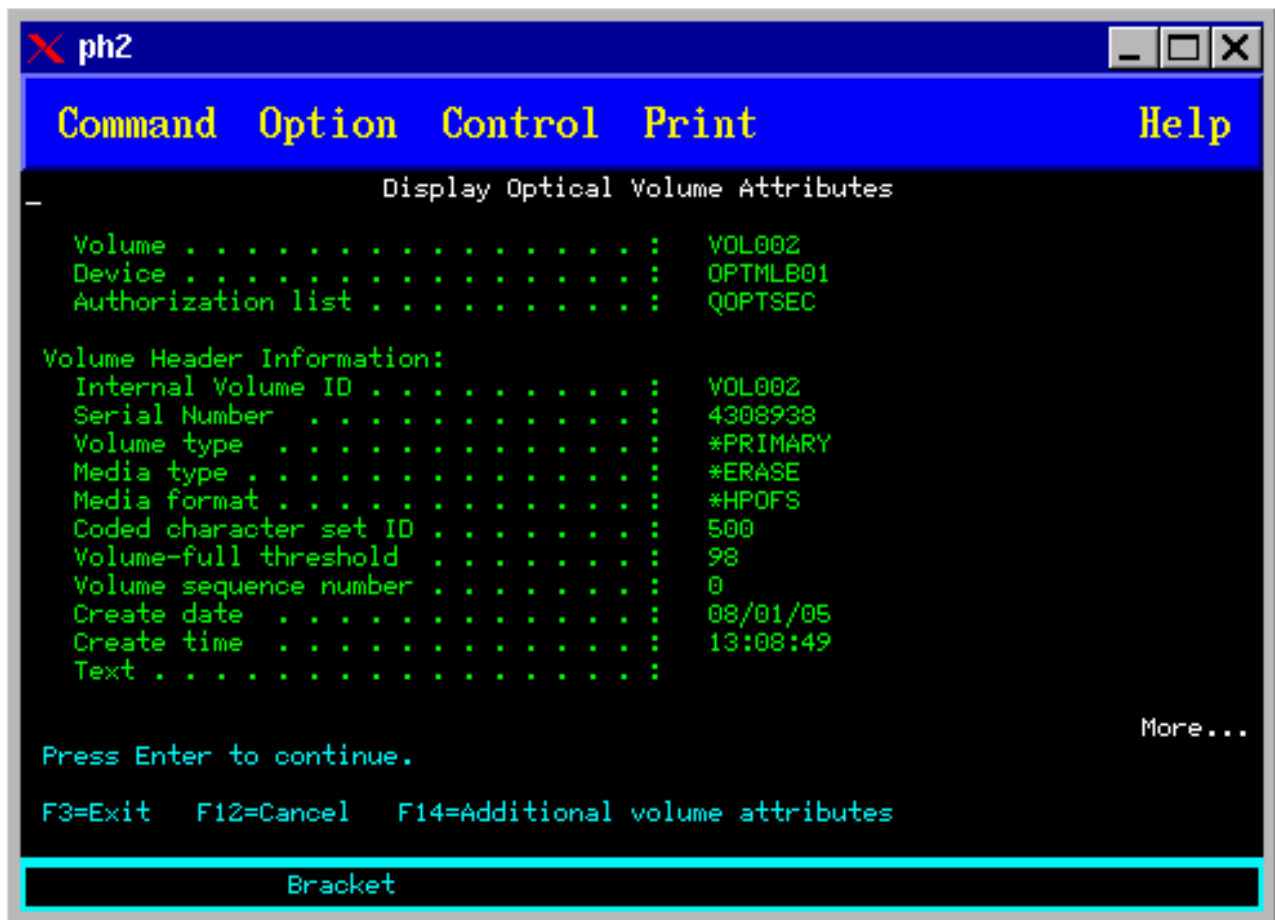 ph2
Command Option Control Print Help
Display Optical Volume Attributes
Volume . . . . . . . . . . . . . . . : VOL002
Device . . . . . . . . . . . . . . . : OPTMLB01
Authorization list . . . . . . . . . : QOPTSEC
Volume Header Information:
Internal Volume ID . . . . . . . . . : VOL002
Serial Number . . . . . . . . . . . : 4308938
Volume type . . . . . . . . . . . . : *PRIMARY
Media type . . . . . . . . . . . . . : *ERASE
Media format . . . . . . . . . . . . : *HPOFS
Coded character set ID . . . . . . . : 500
Volume-full threshold . . . . . . . : 98
Volume sequence number . . . . . . . : 0
Create date . . . . . . . . . . . . : 08/01/05
Create time . . . . . . . . . . . . : 13:08:49
Text . . . . . . . . . . . . . . . . :
More...
Press Enter to continue.
F3=Exit F12=Cancel F14=Additional volume attributes
Bracket